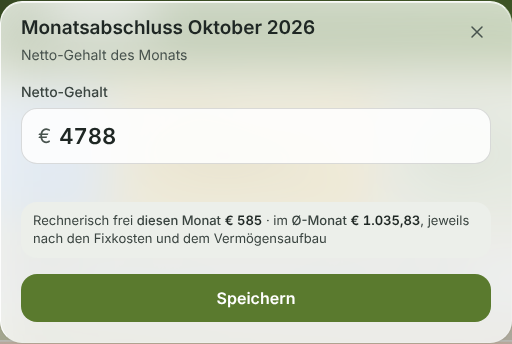 Monatsabschluss Oktober 2026
Netto-Gehalt des Monats
Netto-Gehalt
€ 4788
Rechnerisch frei diesen Monat € 585 · im Ø-Monat € 1.035,83, jeweils
nach den Fixkosten und dem Vermögensaufbau
Speichern